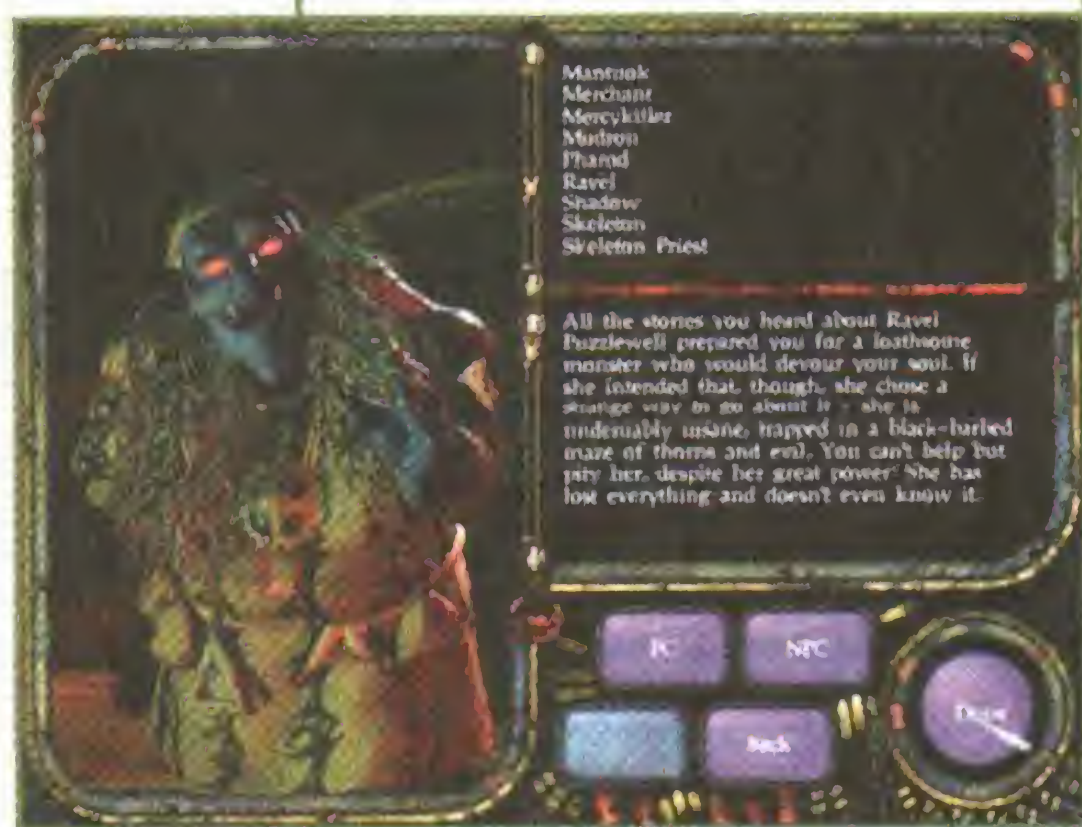 Mantuok
Merchant
Mercykiller
Mudron
Pharod
Ravel
Shadow
Skeleton
Skeleton Priest
All the stories you heard about Ravel
Puzzlewell prepared you for a loathsome
monster who would devour your soul. If
she intended that, though, she chose a
strange way to go about it - she is
undeniably insane, trapped in a black-barbed
maze of thorns and evil. You can't help but
pity her, despite her great power. She has
lost everything and doesn't even know it.
PC
NPC
Back
Done